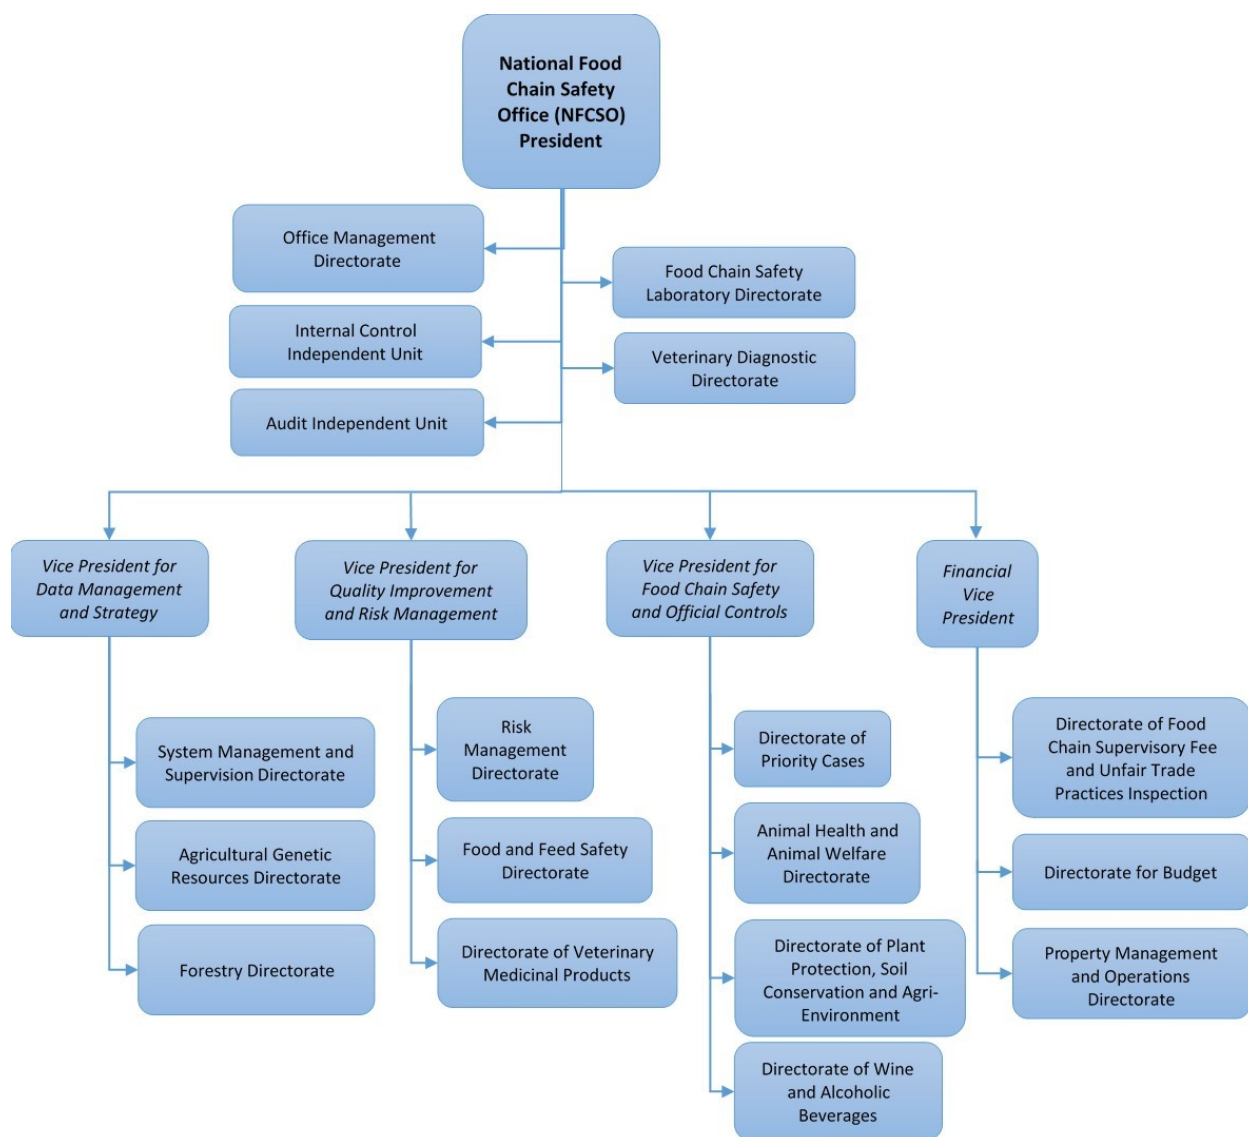 National Food
Chain Safety
Office (NFCSO)
President
Office Management
Directorate
Food Chain Safety
Laboratory Directorate
Internal Control
Independent Unit
Veterinary Diagnostic
Directorate
Audit Independent Unit
Vice President for
Data Management
and Strategy
Vice President for
Quality Improvement
and Risk Management
Vice President for
Food Chain Safety
and Official Controls
Financial
Vice
President
System Management and
Supervision Directorate
Agricultural Genetic
Resources Directorate
Forestry Directorate
Risk
Management
Directorate
Food and Feed Safety
Directorate
Directorate of Veterinary
Medicinal Products
Directorate of
Priority Cases
Animal Health and
Animal Welfare
Directorate
Directorate of Plant
Protection, Soil
Conservation and Agri-
Environment
Directorate of Wine
and Alcoholic
Beverages
Directorate of Food
Chain Supervisory Fee
and Unfair Trade
Practices Inspection
Directorate for Budget
Property Management
and Operations
Directorate